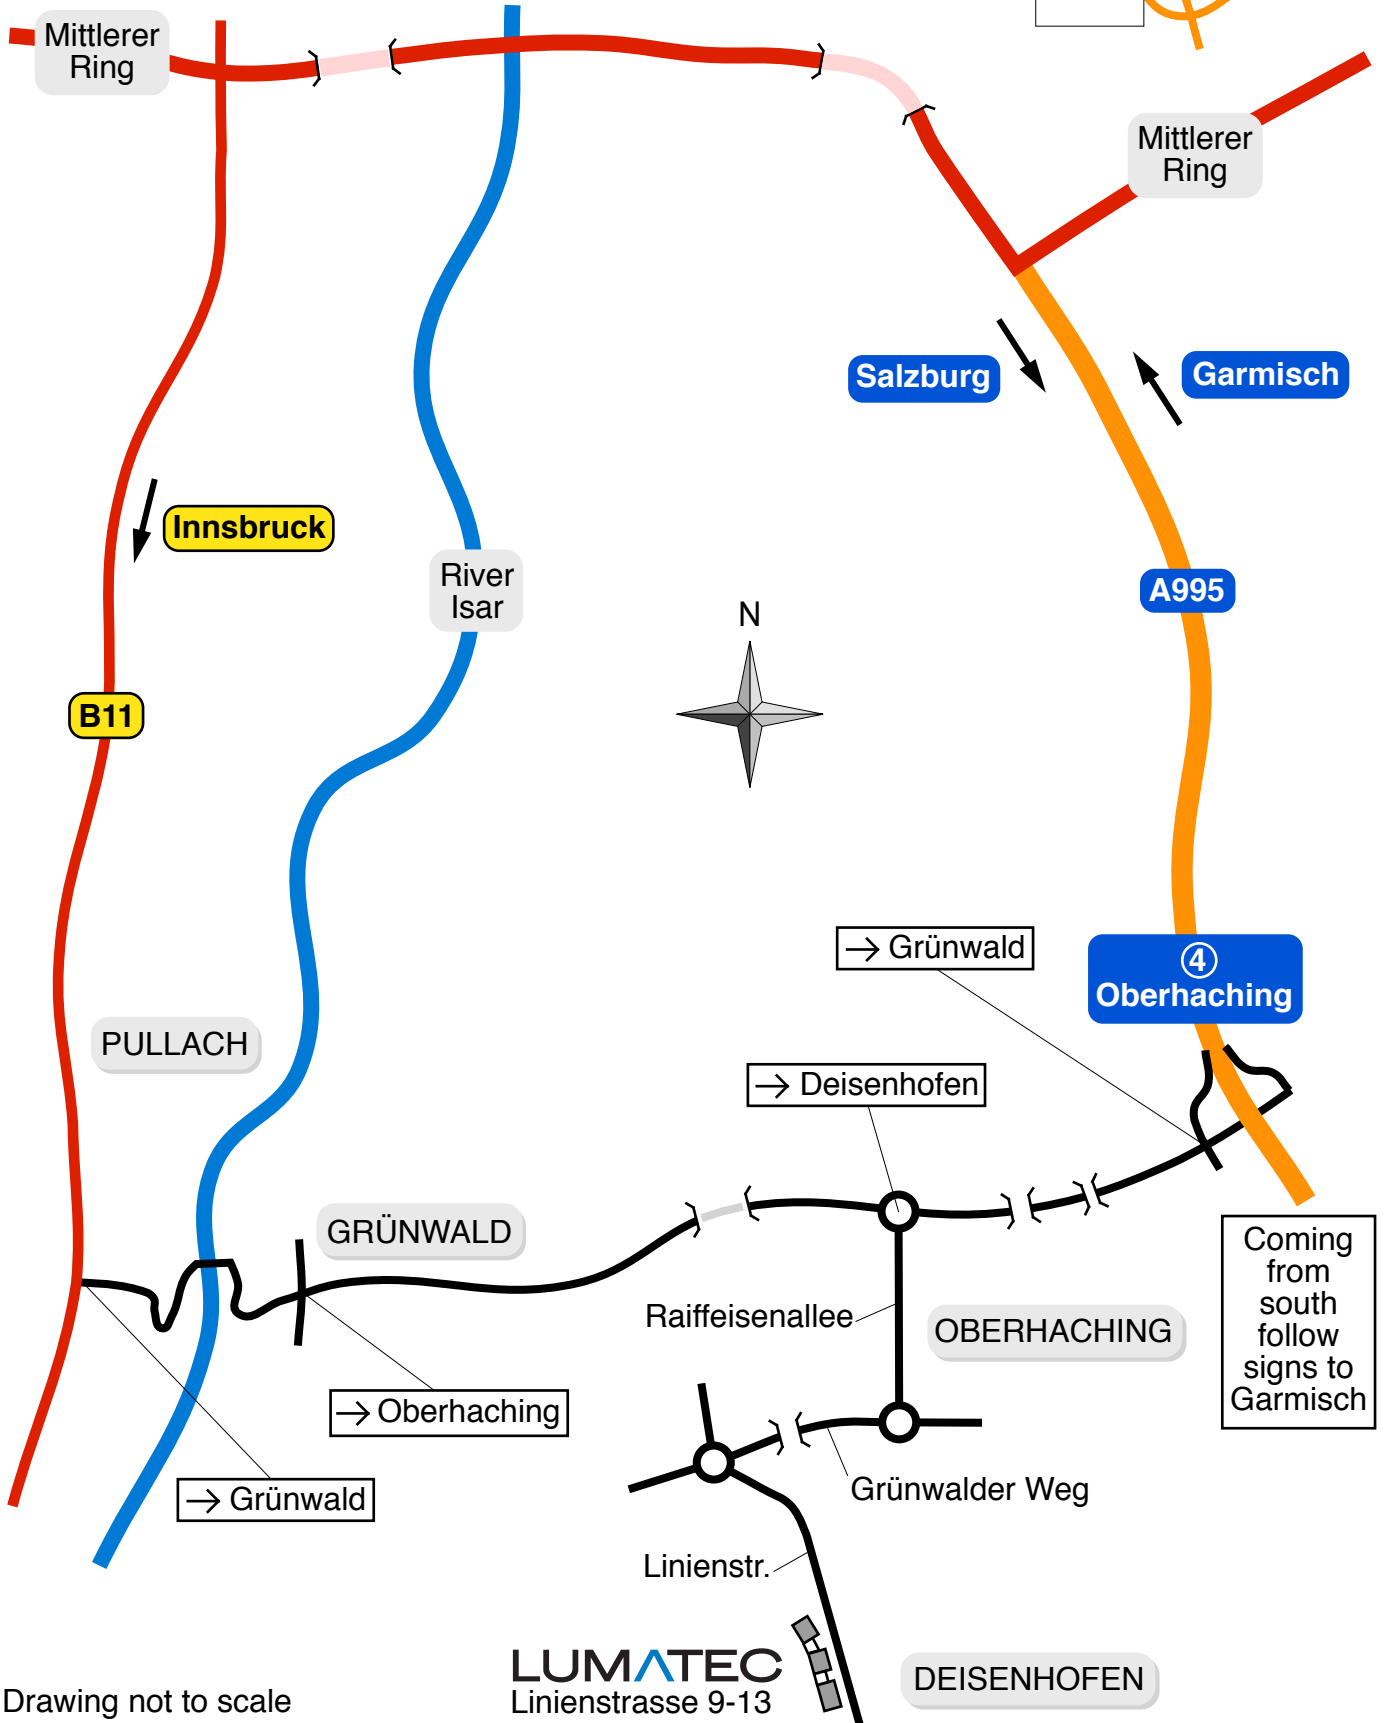 Mittlerer
Ring
Mittlerer
Ring
Salzburg
Garmisch
Innsbruck
River
Isar
A995
N
B11
→ Grünwald
4
Oberhaching
PULLACH
→ Deisenhofen
GRÜNWALD
Coming
from
south
follow
signs to
Garmisch
Raiffeisenallee
OBERHACHING
→ Oberhaching
→ Grünwald
Grünwalder Weg
Linienstr.
LUMATEC
Linienstrasse 9-13
DEISENHOFEN
Drawing not to scale